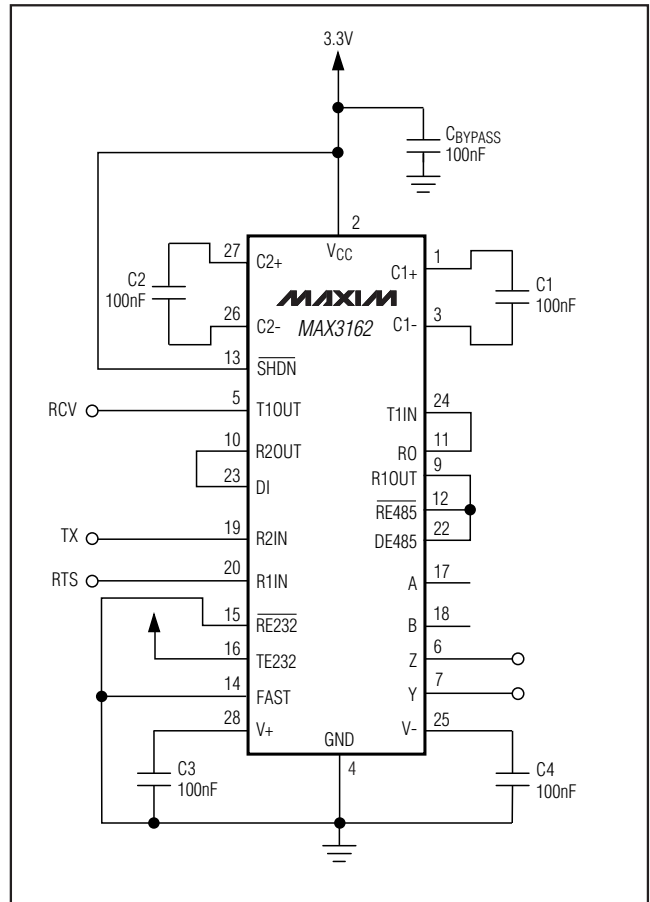 3.3V
CBYPASS
100nF
2
VCC
27
C2+
C1+
1
C2
100nF
C1
100nF
MAXIM
MAX3162
26
C2-
C1-
3
13
SHDN
RCV
5
T1OUT
T1IN
24
10
R2OUT
RO
11
R1OUT
9
23
DI
RE485
12
TX
19
R2IN
DE485
22
RTS
20
R1IN
A
17
15
RE232
B
18
16
TE232
Z
6
14
FAST
Y
7
28
V+
V-
25
GND
4
C3
100nF
C4
100nF